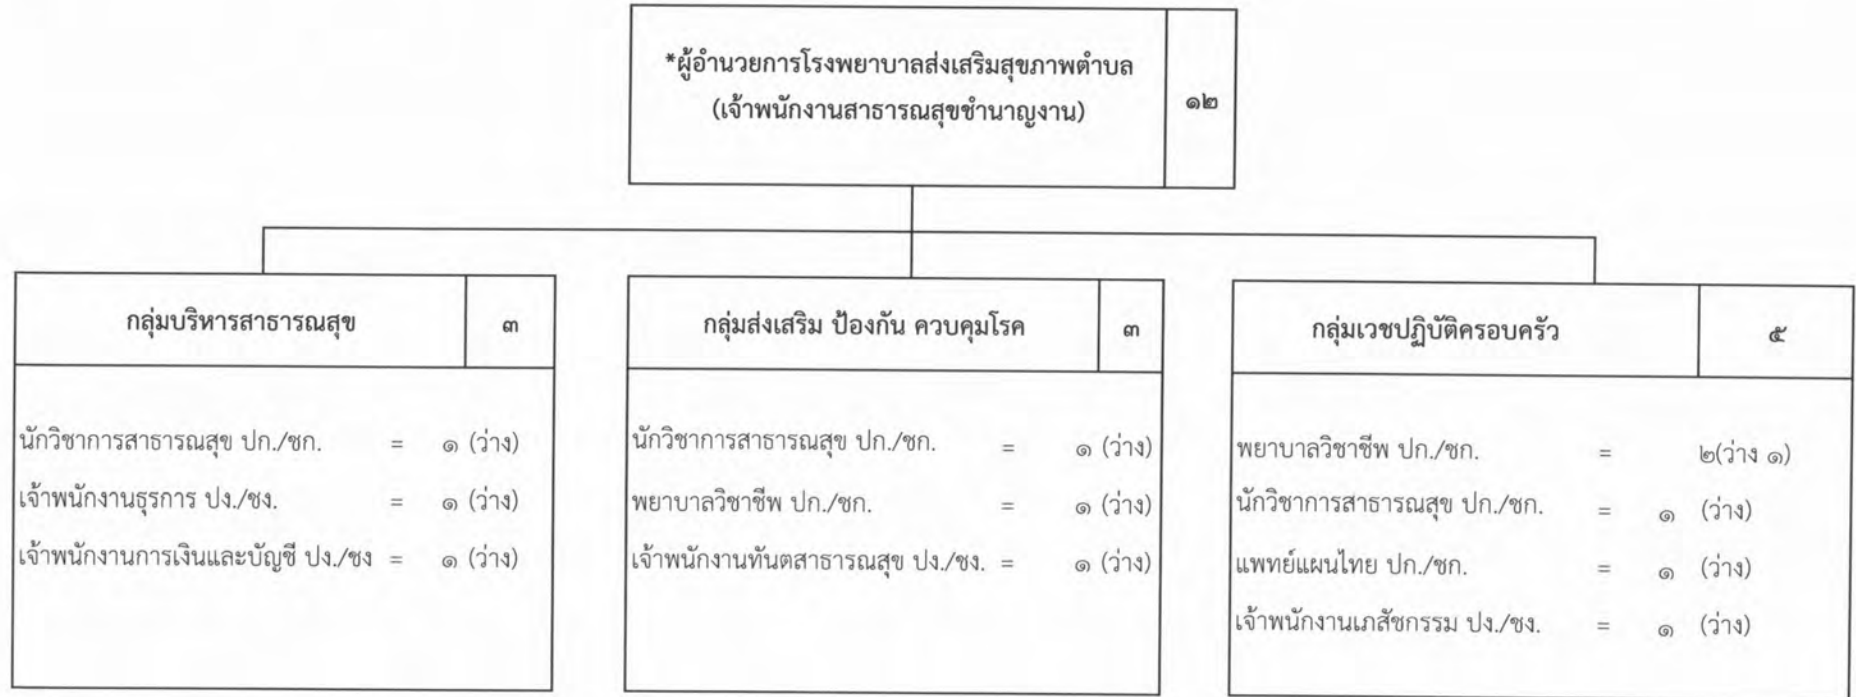 *ผู้อำนวยการโรงพยาบาลส่งเสริมสุขภาพตำบล
(เจ้าพนักงานสาธารณสุขชำนาญงาน)
๑๒
กลุ่มบริหารสาธารณสุข ๓
นักวิชาการสาธารณสุข ปก./ชก. = ๑ (ว่าง)
เจ้าพนักงานธุรการ ปง./ชง. = ๑ (ว่าง)
เจ้าพนักงานการเงินและบัญชี ปง./ชง = ๑ (ว่าง)
กลุ่มส่งเสริม ป้องกัน ควบคุมโรค ๓
นักวิชาการสาธารณสุข ปก./ชก. = ๑ (ว่าง)
พยาบาลวิชาชีพ ปก./ชก. = ๑ (ว่าง)
เจ้าพนักงานทันตสาธารณสุข ปง./ชง. = ๑ (ว่าง)
กลุ่มเวชปฏิบัติครอบครัว ๕
พยาบาลวิชาชีพ ปก./ชก. = ๒(ว่าง ๑)
นักวิชาการสาธารณสุข ปก./ชก. = ๑ (ว่าง)
แพทย์แผนไทย ปก./ชก. = ๑ (ว่าง)
เจ้าพนักงานเภสัชกรรม ปง./ชง. = ๑ (ว่าง)